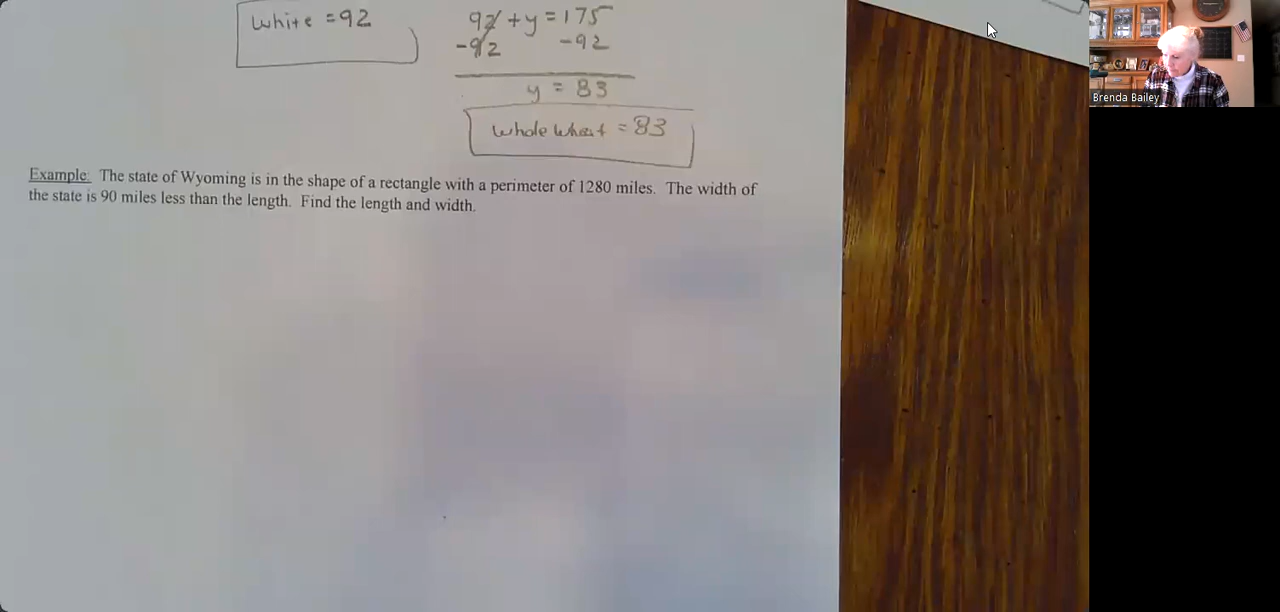 white = 92
92 + y = 175
-92 -92
y = 83
whole wheat = 83
Example: The state of Wyoming is in the shape of a rectangle with a perimeter of 1280 miles. The width of
the state is 90 miles less than the length. Find the length and width.
Brenda Bailey